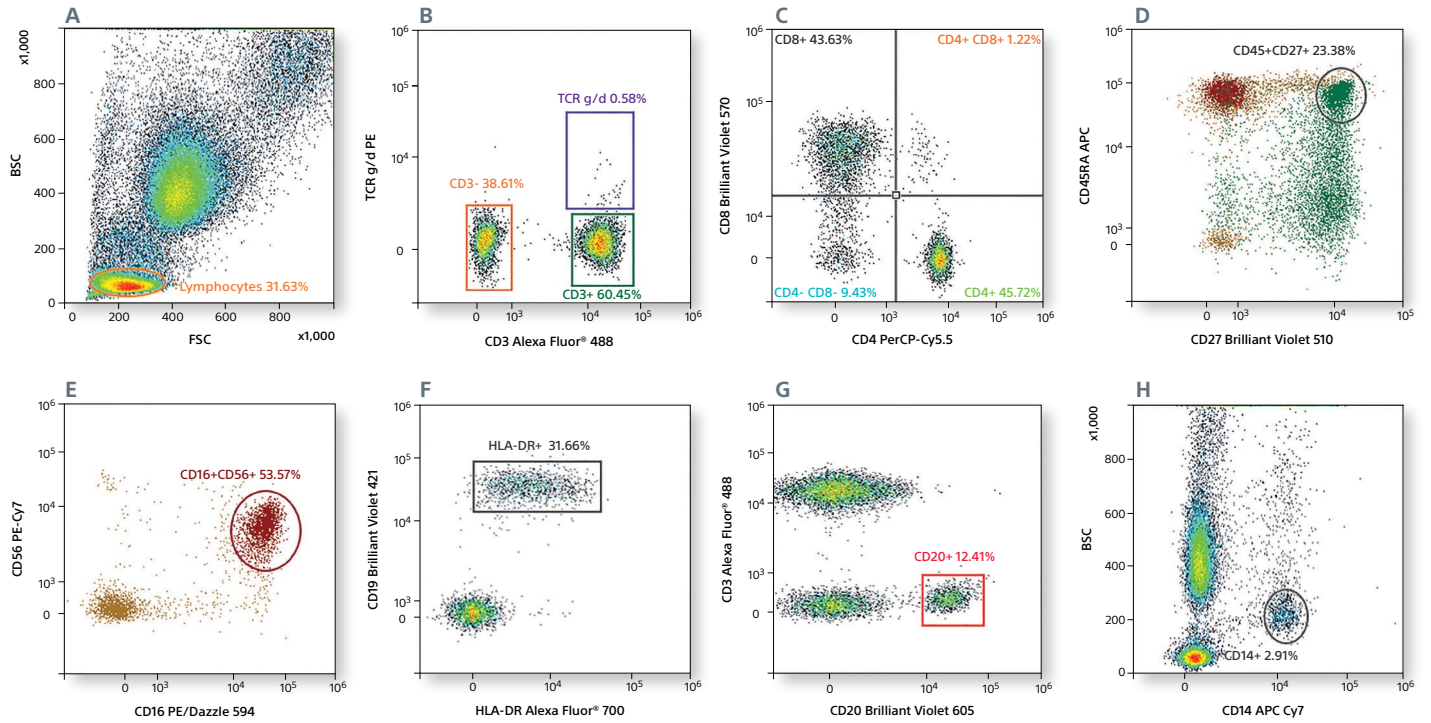 A
x1,000
BSC
800
600
400
200
0
Lymphocytes 31.63%
0 200 400 600 800
FSC
x1,000
B
TCR g/d PE
10⁶
10⁵
10⁴
0
TCR g/d 0.58%
CD3- 38.61%
CD3+ 60.45%
0 10³ 10⁴ 10⁵ 10⁶
CD3 Alexa Fluor® 488
C
CD8 Brilliant Violet 570
10⁶
10⁵
10⁴
0
CD8+ 43.63%
CD4+ CD8+ 1.22%
CD4- CD8- 9.43%
CD4+ 45.72%
0 10³ 10⁴ 10⁵ 10⁶
CD4 PerCP-Cy5.5
D
CD45RA APC
10⁶
10⁵
10⁴
10³
0
CD45+CD27+ 23.38%
0 10³ 10⁴ 10⁵
CD27 Brilliant Violet 510
E
CD56 PE-Cy7
10⁶
10⁵
10⁴
10³
0
CD16+CD56+ 53.57%
0 10³ 10⁴ 10⁵ 10⁶
CD16 PE/Dazzle 594
F
CD19 Brilliant Violet 421
10⁶
10⁵
10⁴
10³
0
HLA-DR+ 31.66%
0 10⁴ 10⁵ 10⁶
HLA-DR Alexa Fluor® 700
G
CD3 Alexa Fluor® 488
10⁶
10⁵
10⁴
10³
0
CD20+ 12.41%
0 10⁴ 10⁵ 10⁶
CD20 Brilliant Violet 605
H
x1,000
BSC
800
600
400
200
0
CD14+ 2.91%
0 10⁴ 10⁵ 10⁶
CD14 APC Cy7